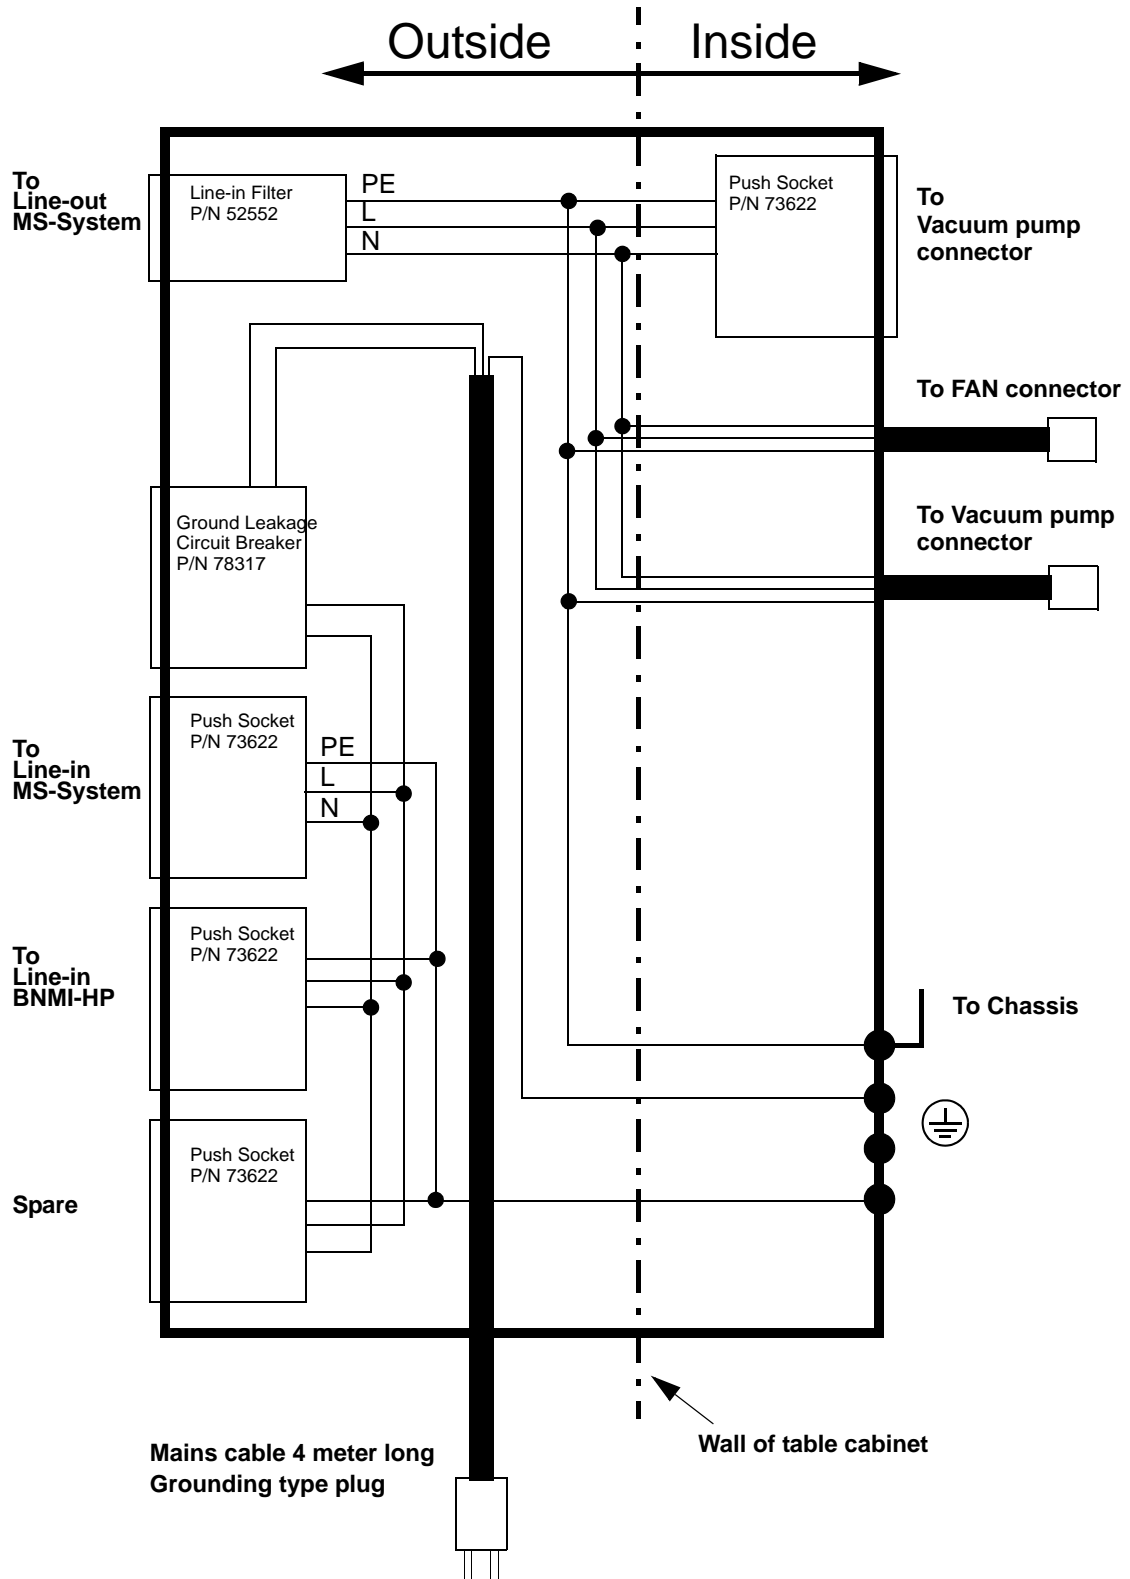 Outside
Inside
To
Line-out
MS-System
Line-in Filter
P/N 52552
PE
L
N
Push Socket
P/N 73622
To
Vacuum pump
connector
To FAN connector
Ground Leakage
Circuit Breaker
P/N 78317
To Vacuum pump
connector
To
Line-in
MS-System
Push Socket
P/N 73622
PE
L
N
To
Line-in
BNMI-HP
Push Socket
P/N 73622
To Chassis
Spare
Push Socket
P/N 73622
Wall of table cabinet
Mains cable 4 meter long
Grounding type plug